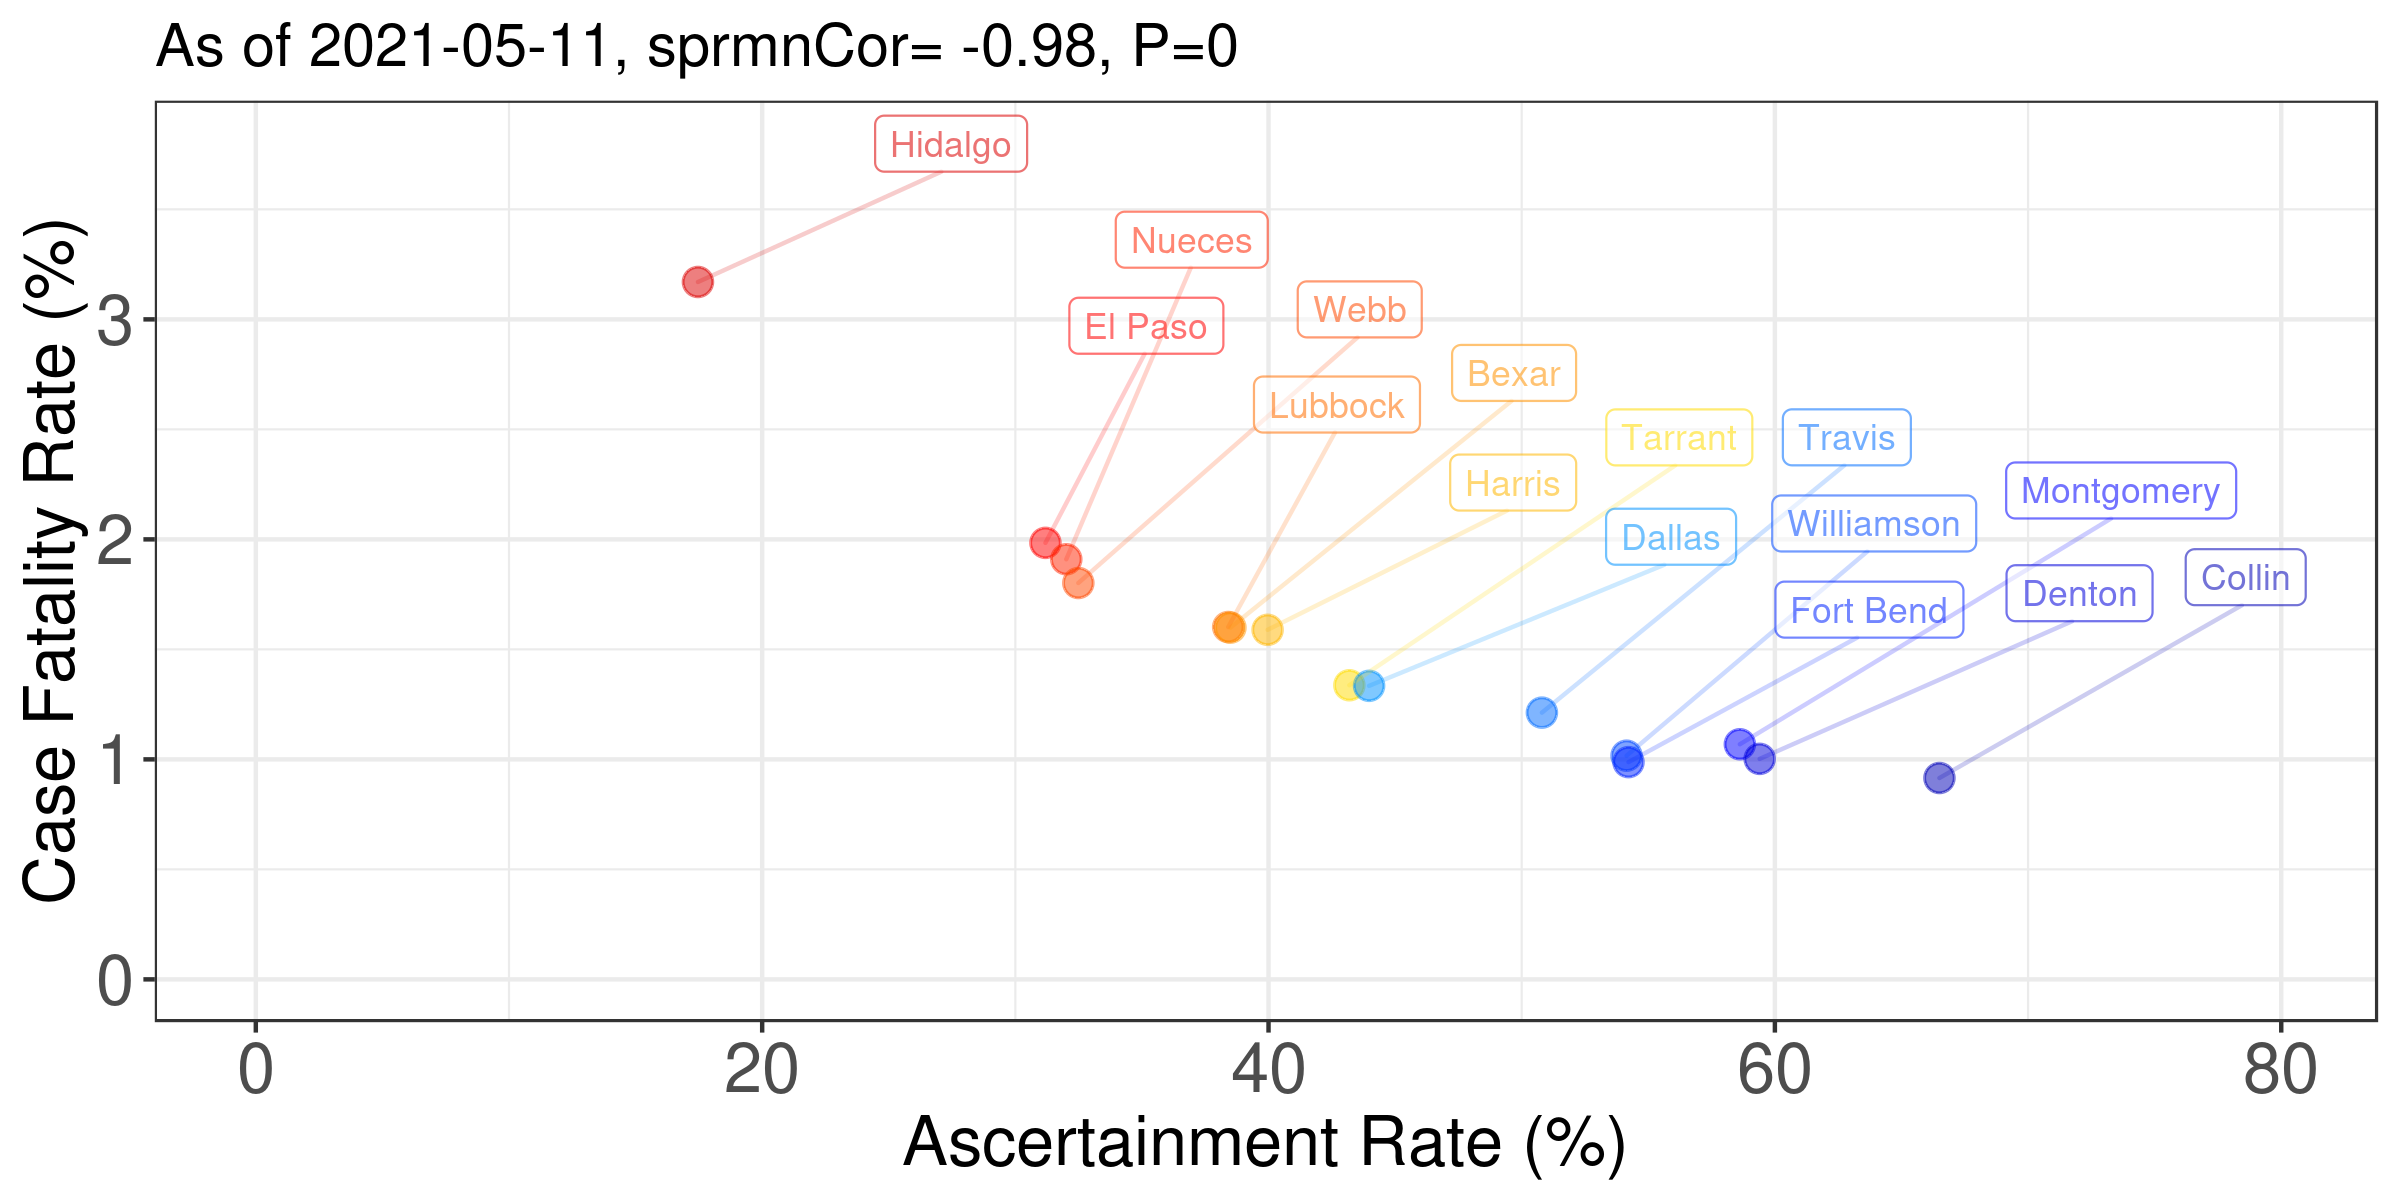 As of 2021-05-11, sprmnCor= -0.98, P=0
Hidalgo
Nueces
El Paso
Webb
Lubbock
Bexar
Harris
Tarrant
Travis
Dallas
Williamson
Fort Bend
Montgomery
Denton
Collin
Case Fatality Rate (%)
3
2
1
0
0 20 40 60 80
Ascertainment Rate (%)